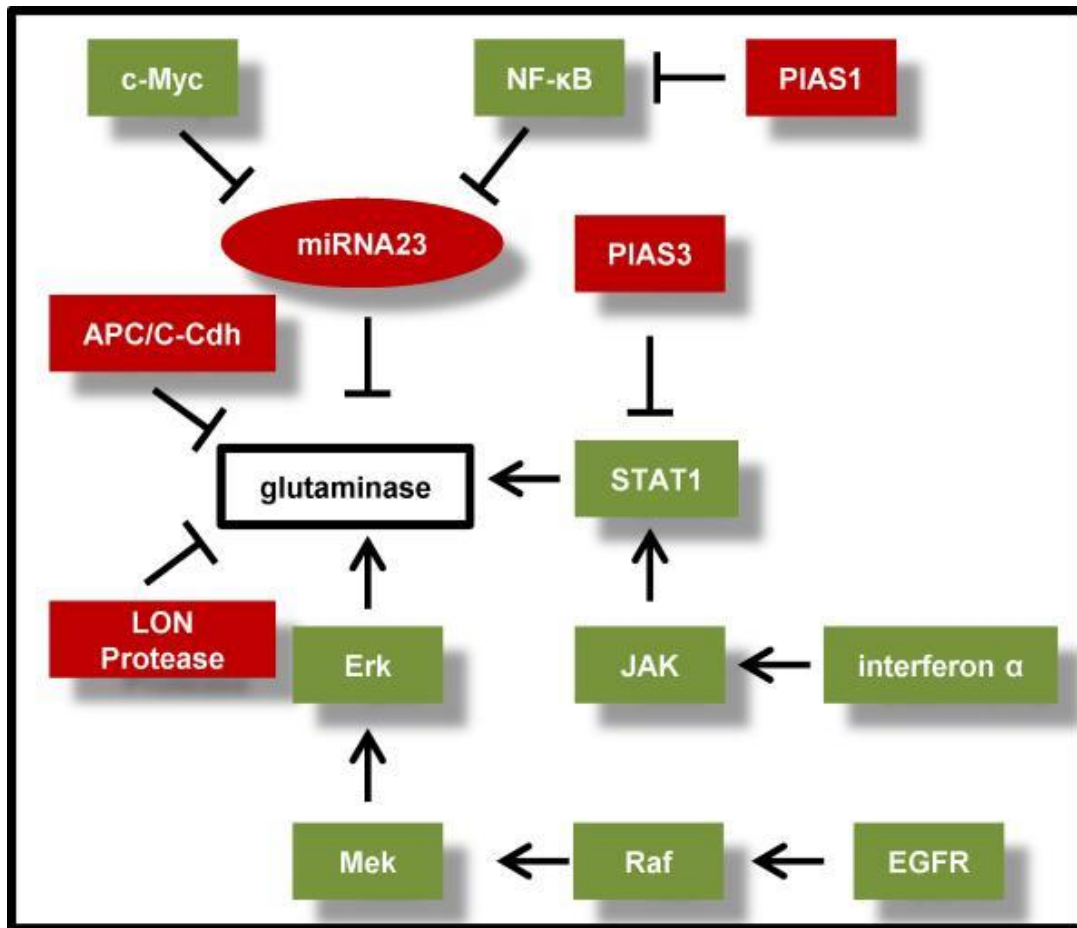 c-Myc
NF-κB
PIAS1
miRNA23
PIAS3
APC/C-Cdh
glutaminase
STAT1
LON
Protease
Erk
JAK
interferon α
Mek
Raf
EGFR